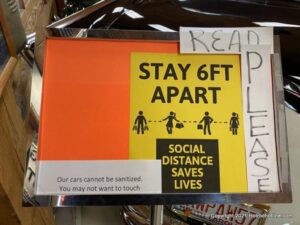 READ
PLEASE
STAY 6FT
APART
SOCIAL
DISTANCE
SAVES
LIVES
Our cars cannot be sanitized.
You may not want to touch